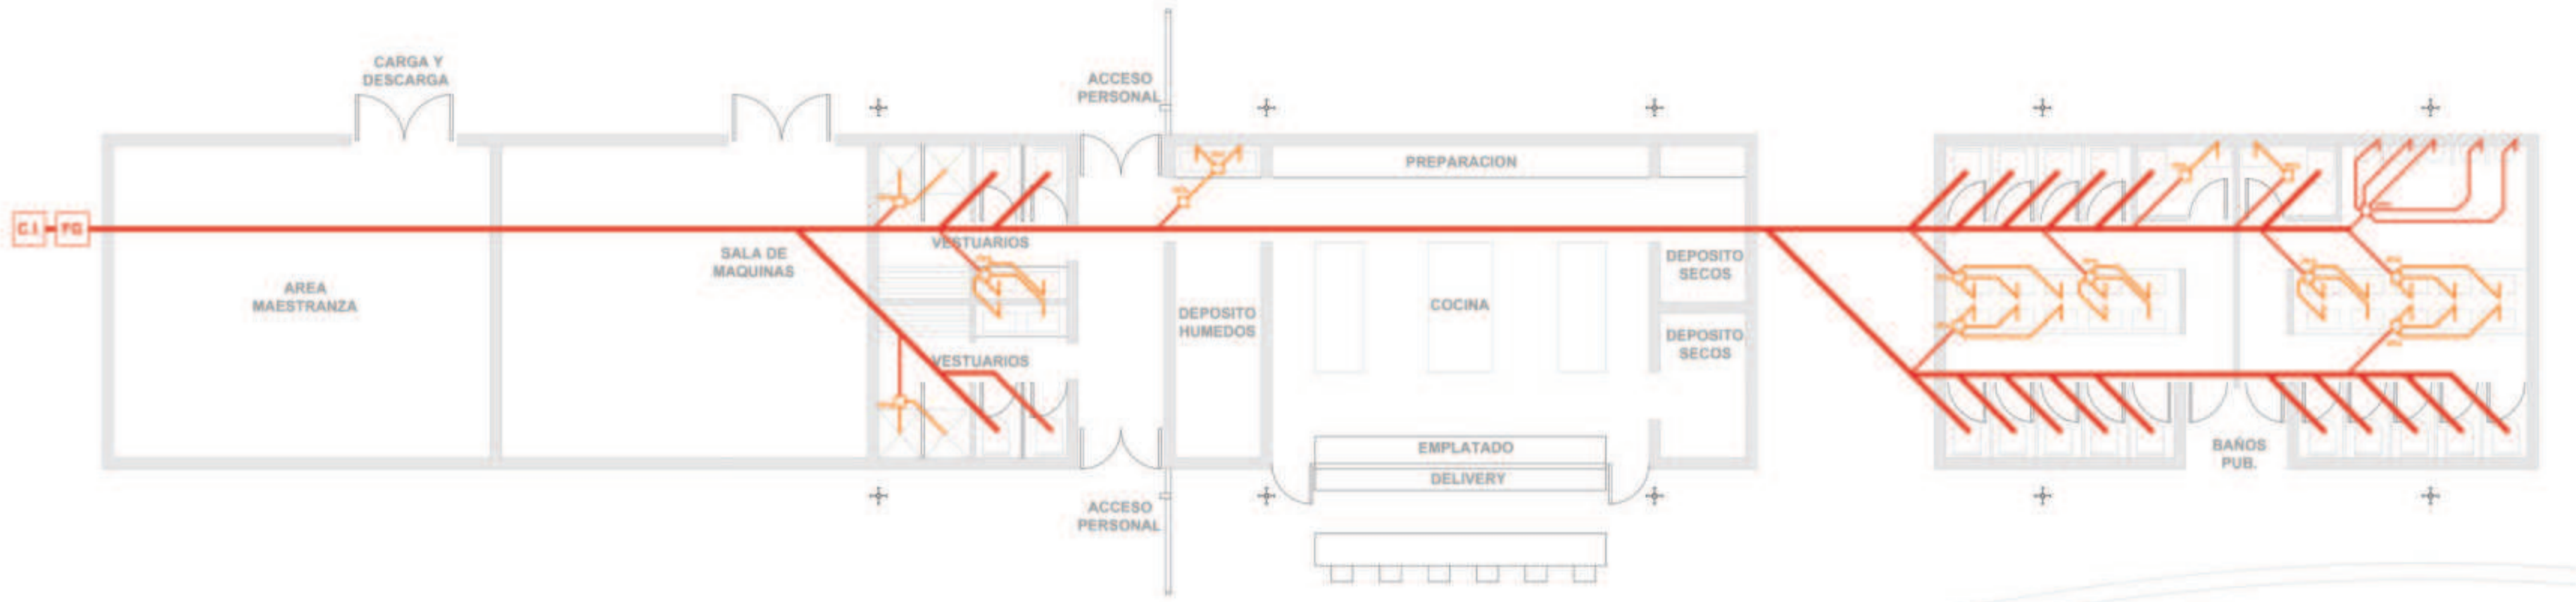 CARGA Y
DESCARGA
ACCESO
PERSONAL
PREPARACION
C.I.
FG
VESTUARIOS
SALA DE
MAQUINAS
AREA
MAESTRANZA
DEPOSITO
HUMEDOS
COCINA
DEPOSITO
SECOS
DEPOSITO
SECOS
VESTUARIOS
EMPLATADO
DELIVERY
BAÑOS
PUB.
ACCESO
PERSONAL